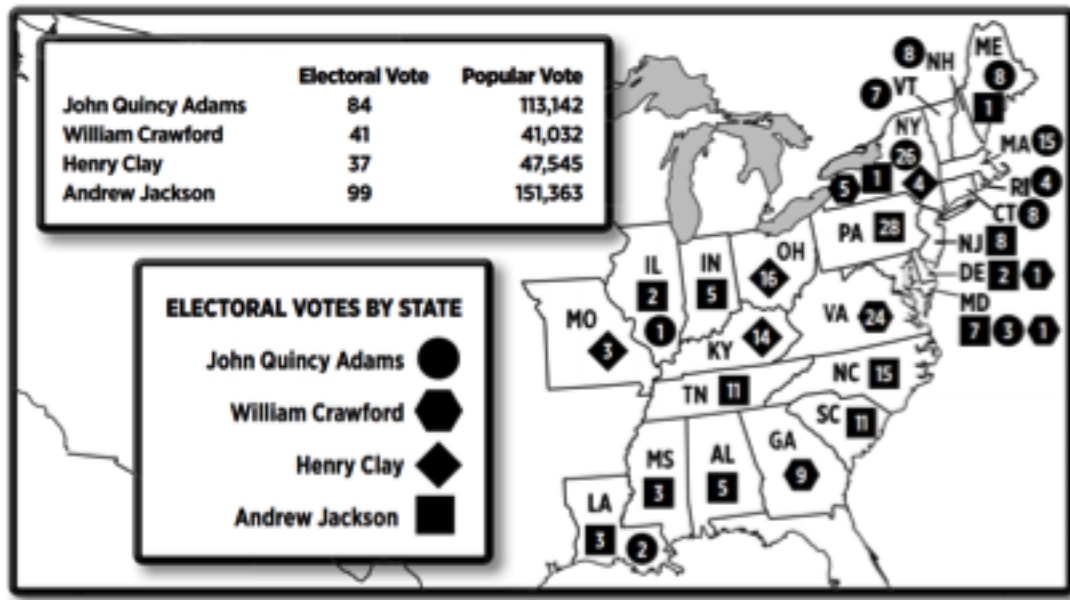 Electoral Vote Popular Vote
John Quincy Adams 84 113,142
William Crawford 41 41,032
Henry Clay 37 47,545
Andrew Jackson 99 151,363
ELECTORAL VOTES BY STATE
John Quincy Adams
William Crawford
Henry Clay
Andrew Jackson
ME
8
1
8 NH
7 VT
NY
26
5 1 4
MA 15
RI 4
CT 8
NJ 8
DE 2 1
MD
7 3 1
PA 28
OH
16
IN
5
IL
2
1
MO
3
KY 14
VA 24
TN 11
NC 15
SC 11
GA
9
AL
5
MS
3
LA
3 2